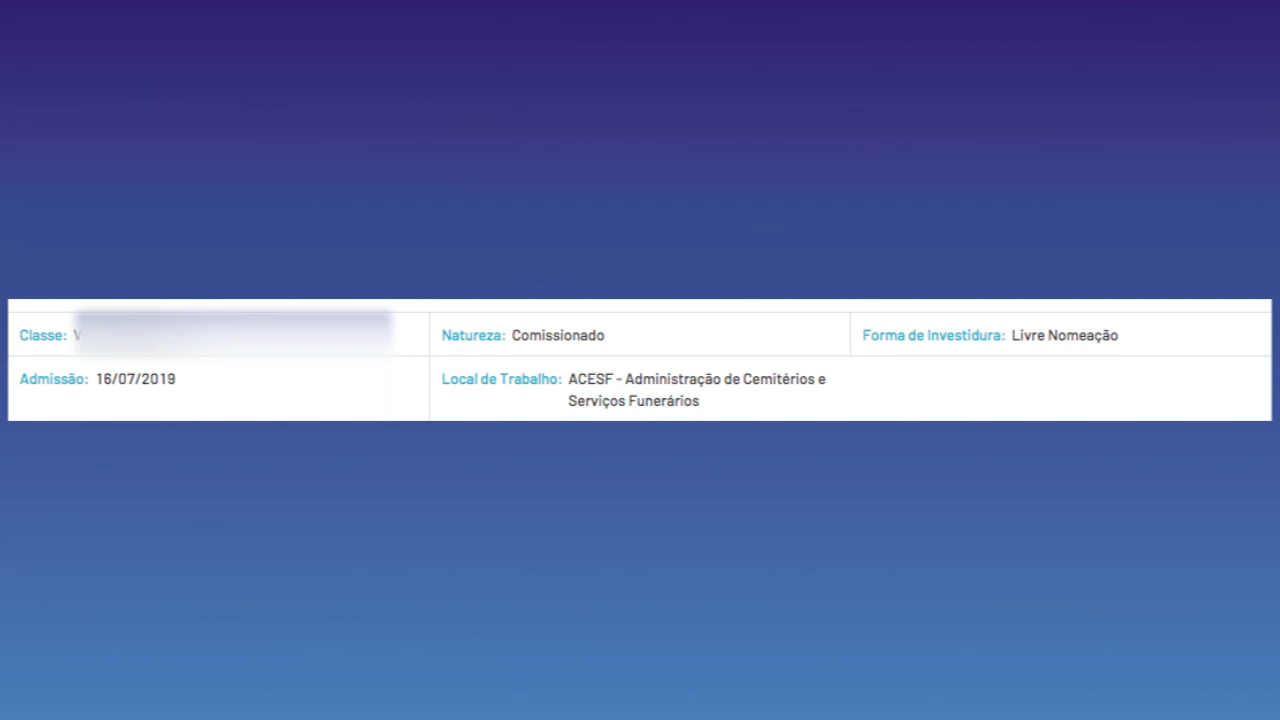 Classe:
Natureza: Comissionado
Forma de Investidura: Livre Nomeação
Admissão: 16/07/2019
Local de Trabalho: ACESF - Administração de Cemitérios e
Serviços Funerários